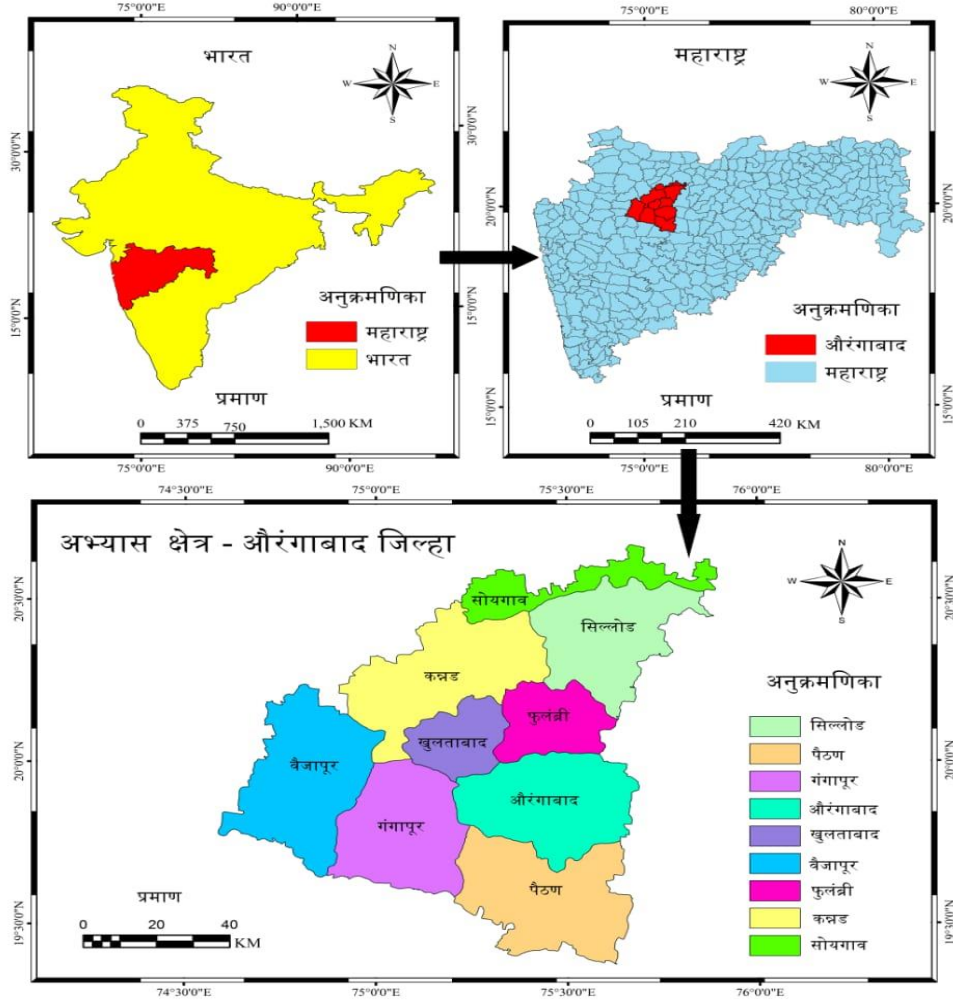 75°0'0"E 90°0'0"E
भारत
N
W E
S
30°0'0"N 30°0'0"N
15°0'0"N 15°0'0"N
अनुक्रमणिका
महाराष्ट्र
भारत
प्रमाण
0 375 750 1,500 KM
75°0'0"E 90°0'0"E
75°0'0"E 80°0'0"E
महाराष्ट्र
N
W E
S
20°0'0"N 20°0'0"N
अनुक्रमणिका
औरंगाबाद
महाराष्ट्र
प्रमाण
15°0'0"N 15°0'0"N
0 105 210 420 KM
75°0'0"E 80°0'0"E
74°30'0"E 75°0'0"E 75°30'0"E 76°0'0"E
अभ्यास क्षेत्र - औरंगाबाद जिल्हा
N
W E
S
20°30'0"N 20°30'0"N
सोयगाव
सिल्लोड
कन्नड
फुलंब्री
खुलताबाद
वैजापूर
औरंगाबाद
गंगापूर
पैठण
20°0'0"N 20°0'0"N
19°30'0"N 19°30'0"N
अनुक्रमणिका
सिल्लोड
पैठण
गंगापूर
औरंगाबाद
खुलताबाद
वैजापूर
फुलंब्री
कन्नड
सोयगाव
प्रमाण
0 20 40
KM
74°30'0"E 75°0'0"E 75°30'0"E 76°0'0"E